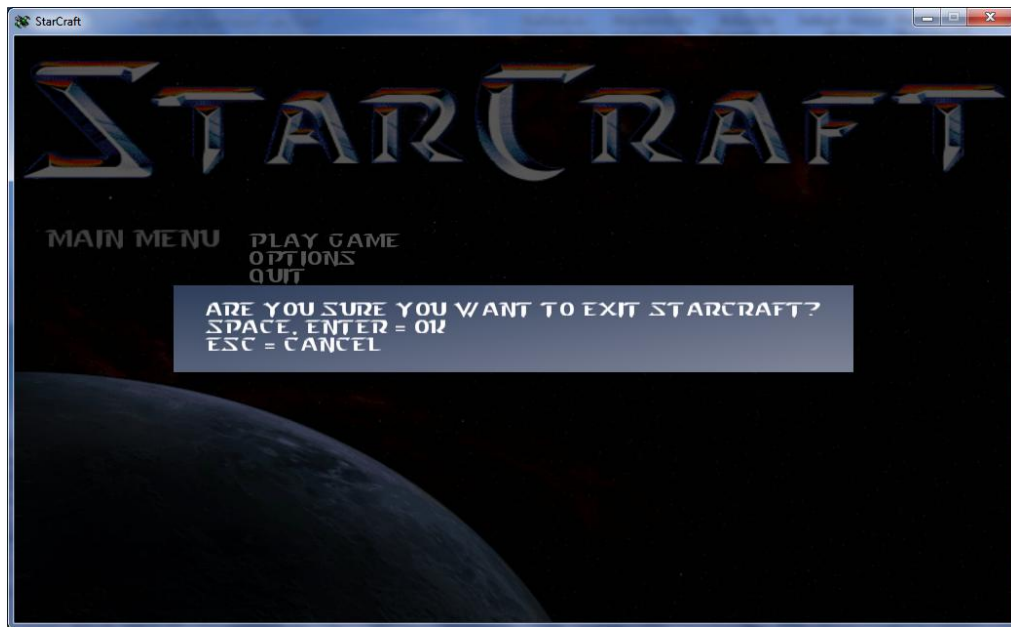 StarCraft
STARCRAFT
MAIN MENU
PLAY GAME
OPTIONS
QUIT
ARE YOU SURE YOU WANT TO EXIT STARCRAFT?
SPACE, ENTER = OK
ESC = CANCEL